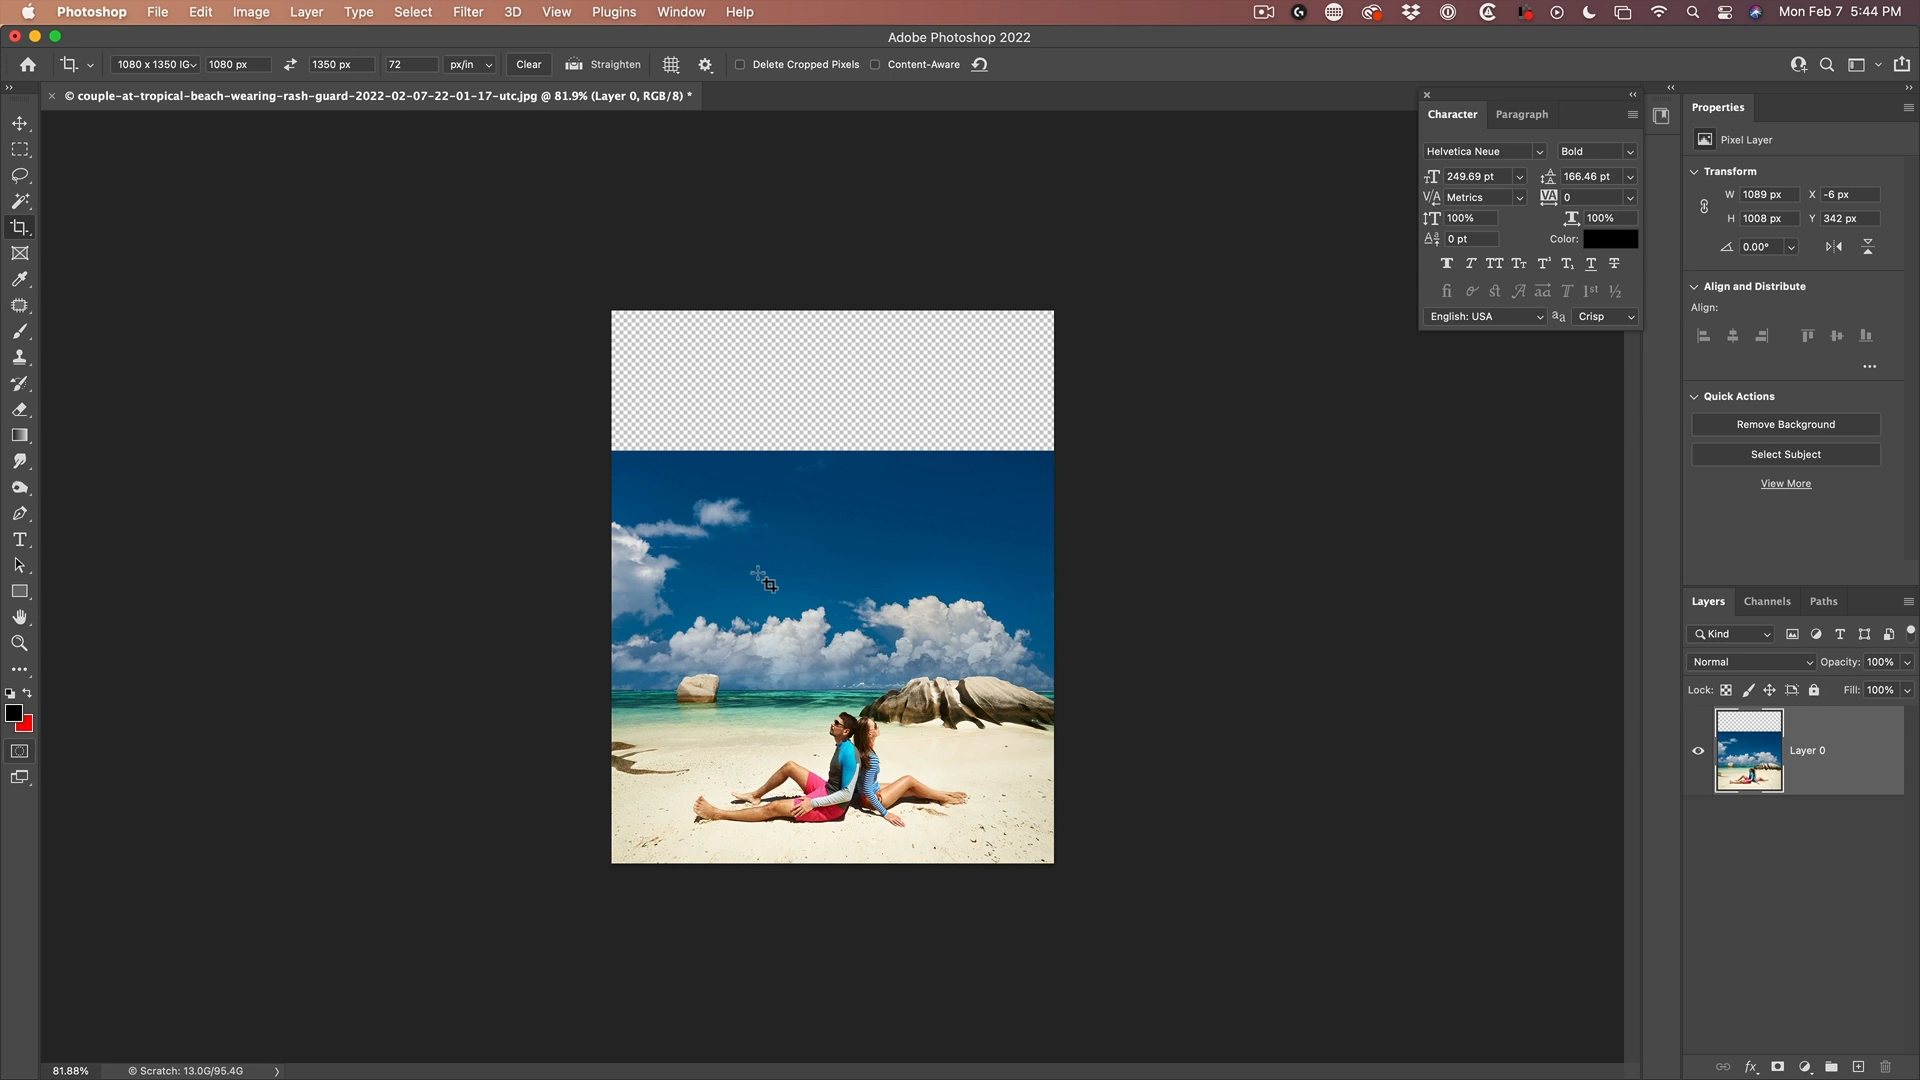 Photoshop File Edit Image Layer Type Select Filter 3D View Plugins Window Help Mon Feb 7 5:44 PM
Adobe Photoshop 2022
1080 x 1350 IG 1080 px 1350 px 72 px/in Clear Straighten Delete Cropped Pixels Content-Aware
© couple-at-tropical-beach-wearing-rash-guard-2022-02-07-22-01-17-utc.jpg @ 81.9% (Layer 0, RGB/8) *
Character Paragraph
Helvetica Neue Bold
249.69 pt 166.46 pt
Metrics 0
100% 100%
0 pt Color:
English: USA Crisp
Properties
Pixel Layer
Transform
W 1089 px X -6 px
H 1008 px Y 342 px
0.00°
Align and Distribute
Align:
Quick Actions
Remove Background
Select Subject
View More
Layers Channels Paths
Kind
Normal Opacity: 100%
Lock: Fill: 100%
Layer 0
81.88% Scratch: 13.0G/95.4G